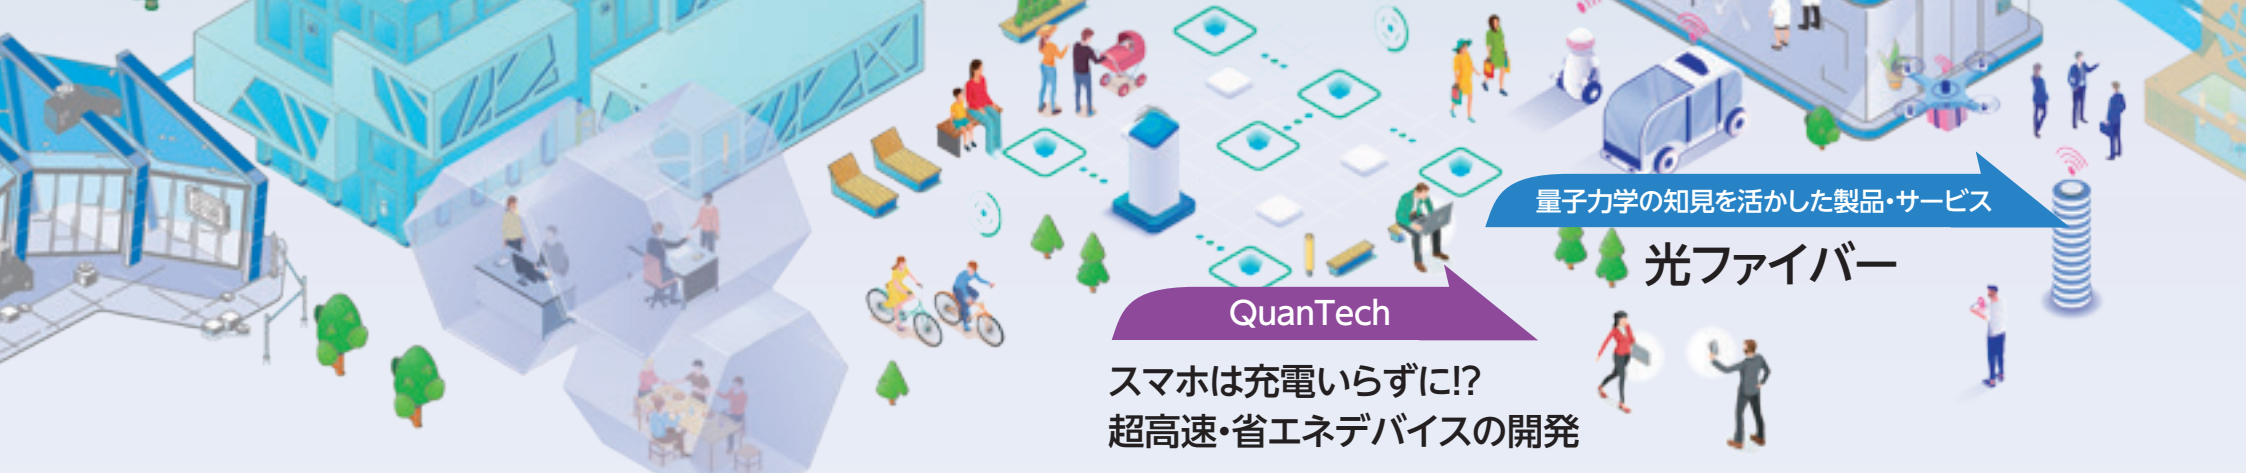 量子力学の知見を活かした製品・サービス
光ファイバー
QuanTech
スマホは充電いらずに!?
超高速・省エネデバイスの開発